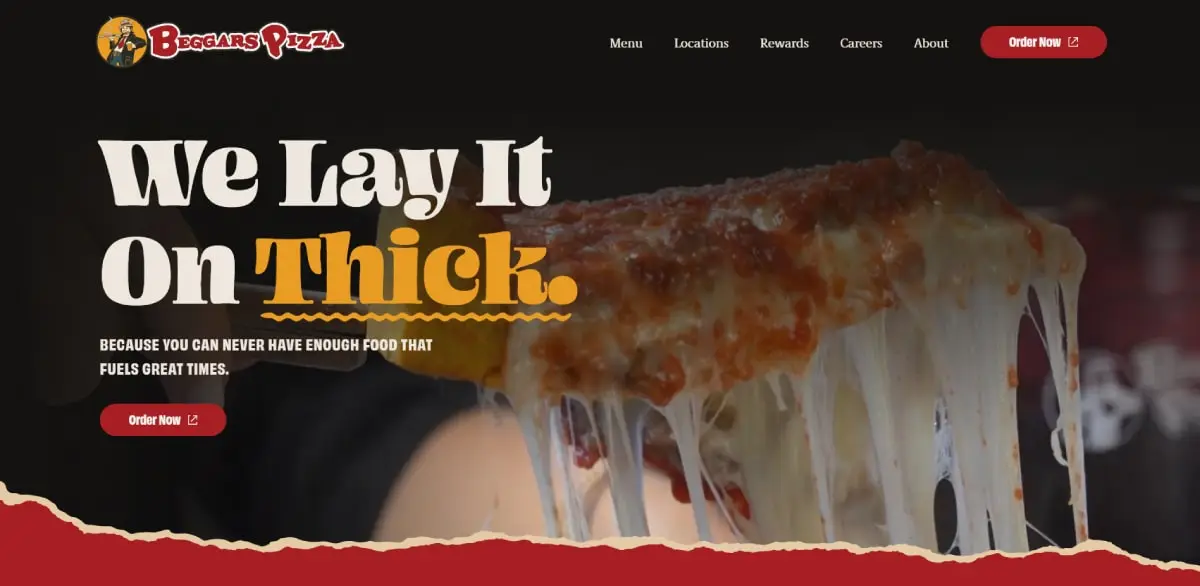 BEGGARS PIZZA
Menu
Locations
Rewards
Careers
About
Order Now
We Lay It
On Thick.
BECAUSE YOU CAN NEVER HAVE ENOUGH FOOD THAT
FUELS GREAT TIMES.
Order Now